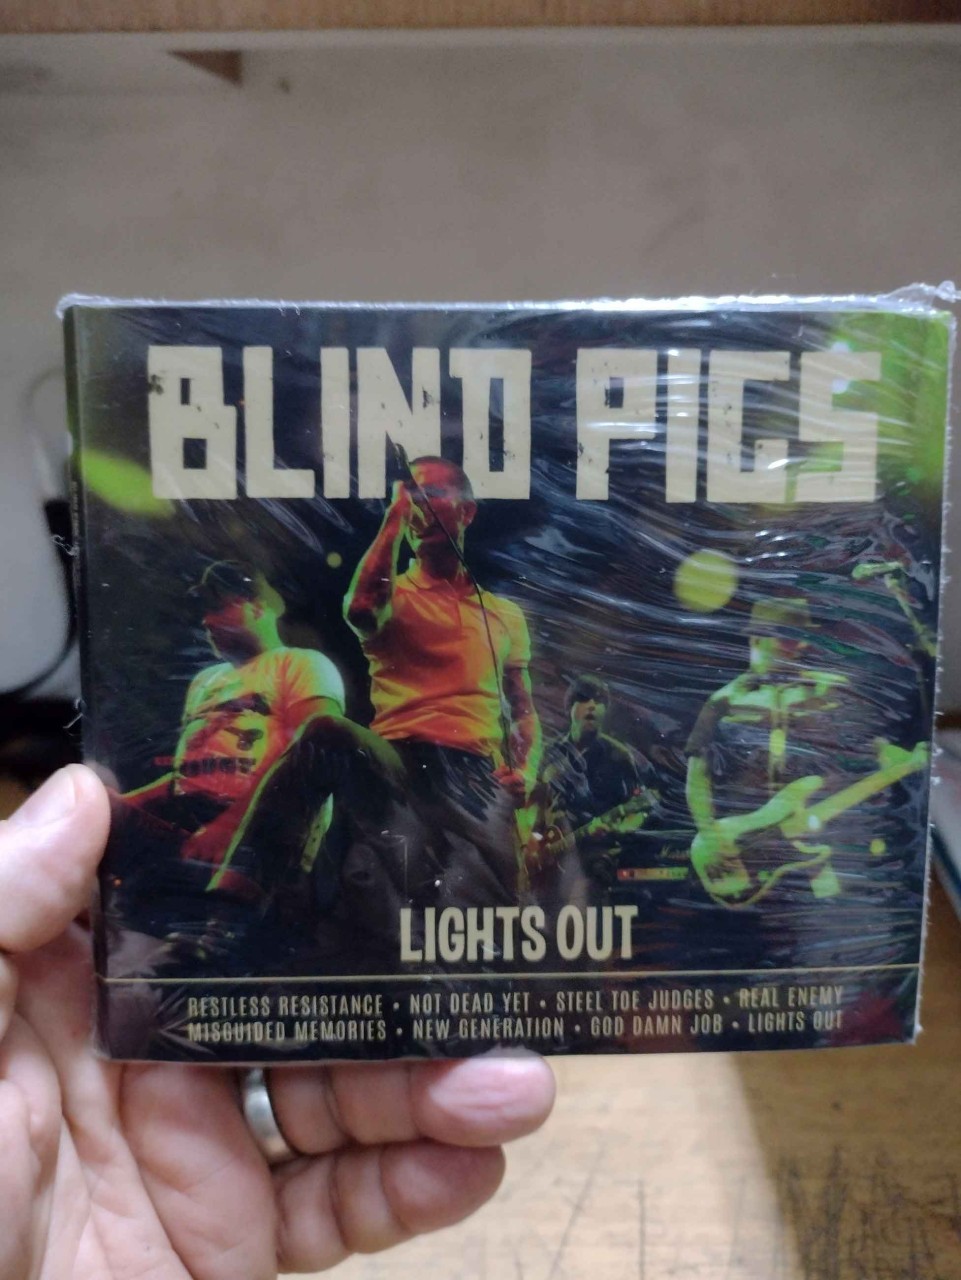 BLIND PIGS
LIGHTS OUT
RESTLESS RESISTANCE • NOT DEAD YET • STEEL TOE JUDGES • REAL ENEMY
MISGUIDED MEMORIES • NEW GENERATION • GOD DAMN JOB • LIGHTS OUT